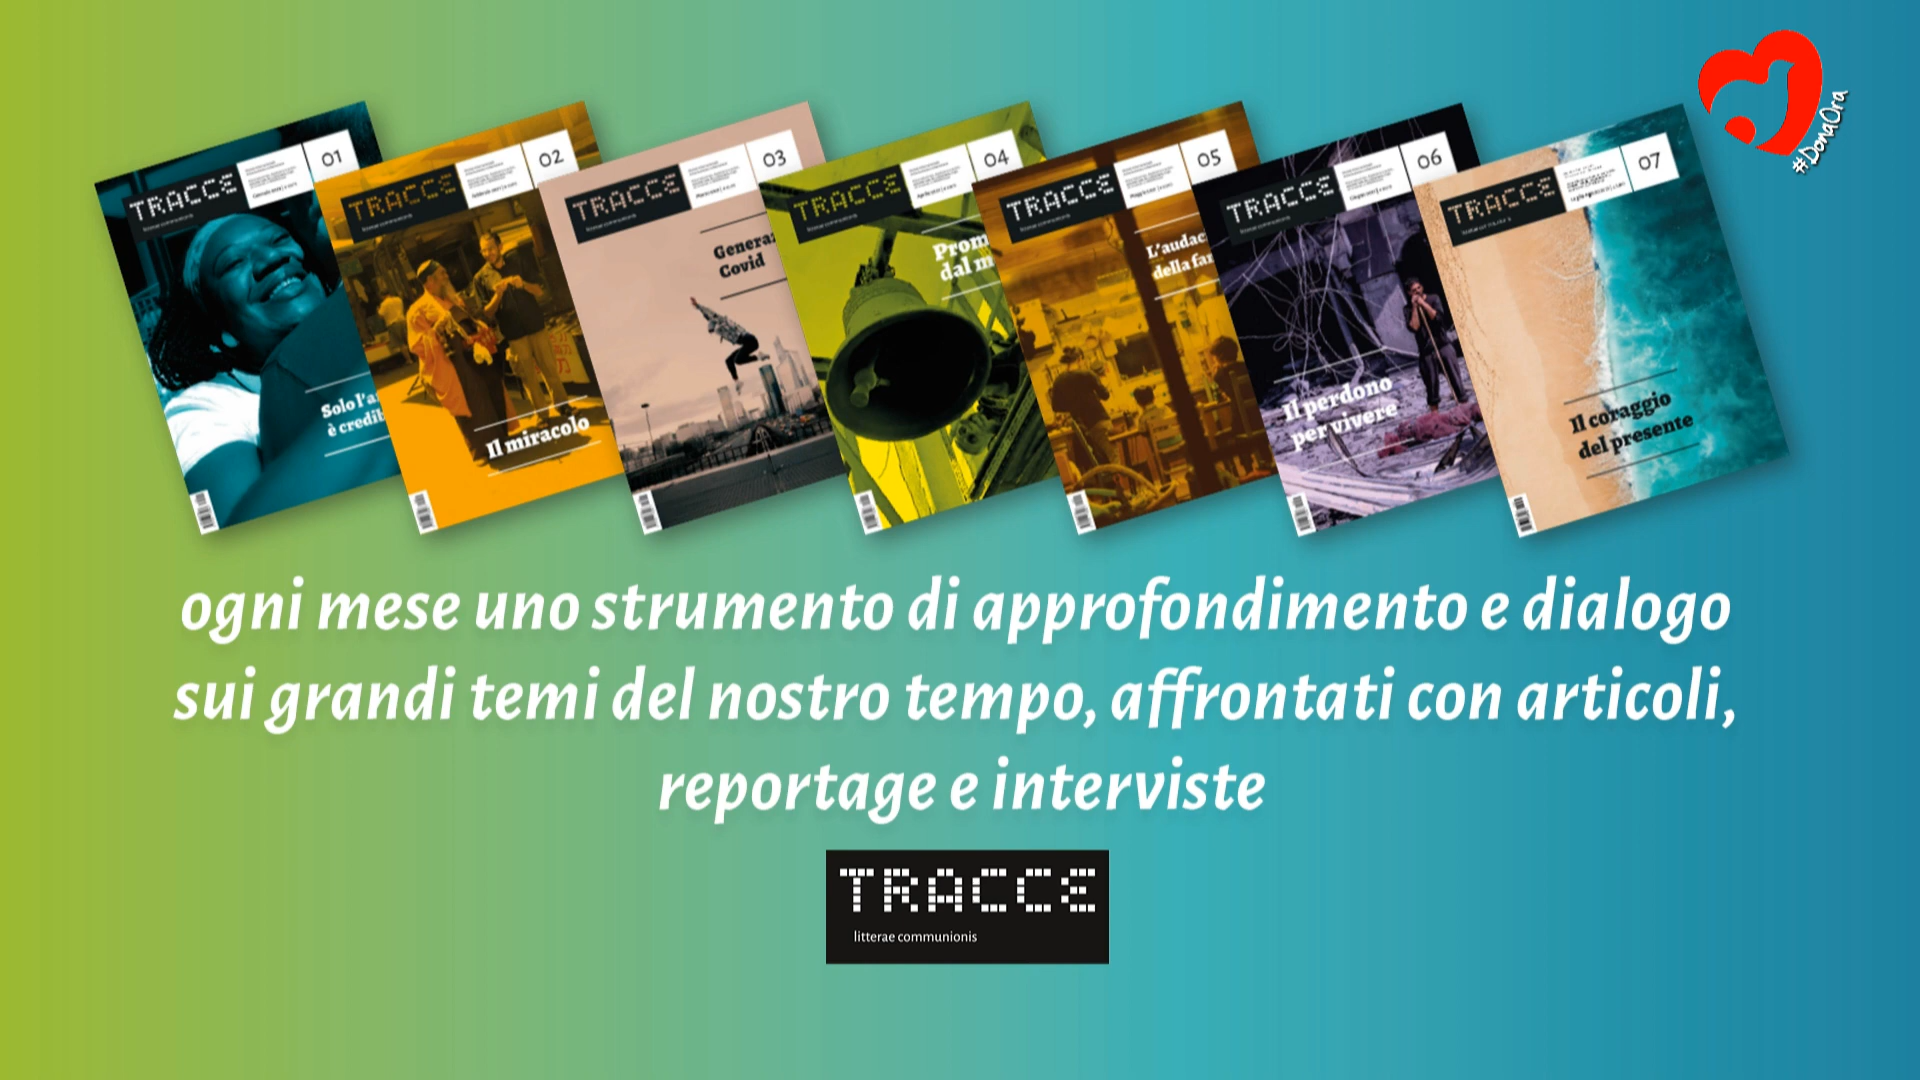 #DonaOra
TRACCE
01
Solo l'a
è credib
TRACCE
02
Il miracolo
TRACCE
03
Generaz
Covid
TRACCE
04
Prom
dal m
TRACCE
05
L'audac
della fam
TRACCE
06
Il perdono
per vivere
TRACCE
07
Il coraggio
del presente
ogni mese uno strumento di approfondimento e dialogo
sui grandi temi del nostro tempo, affrontati con articoli,
reportage e interviste
TRACCE
litterae communionis